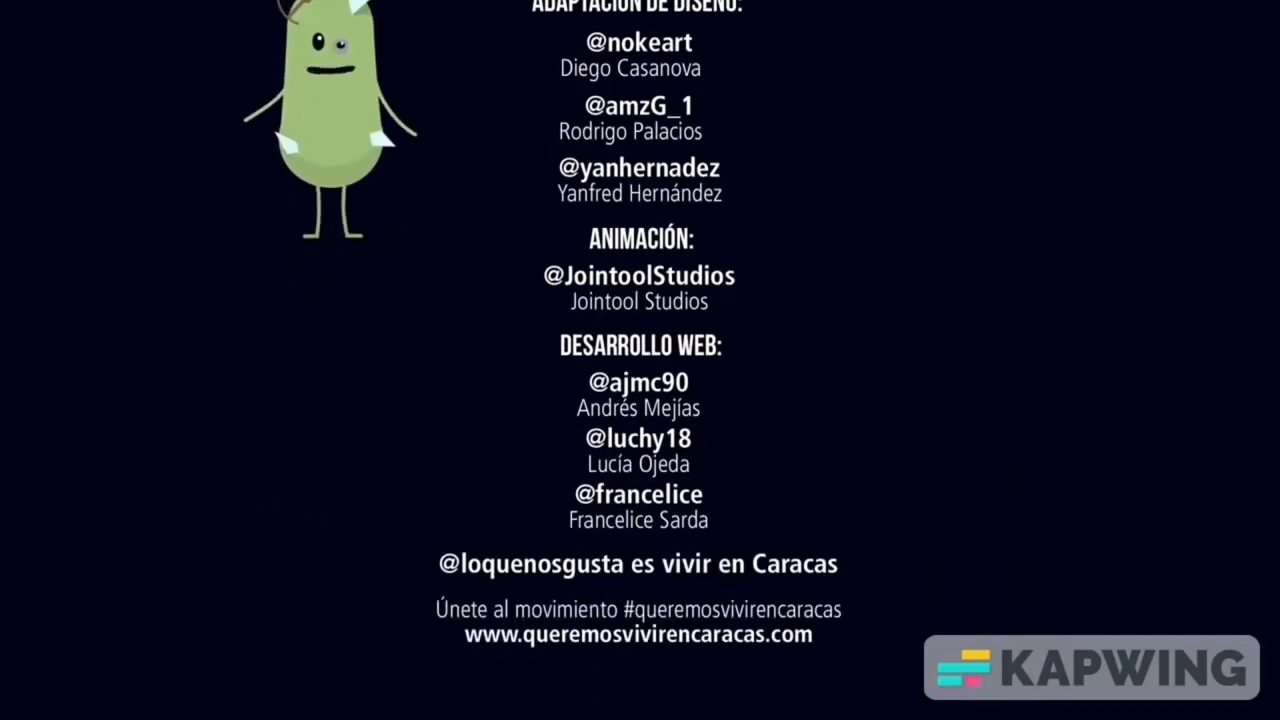 ADAPTACIÓN DE DISEÑO:
@nokeart
Diego Casanova
@amzG_1
Rodrigo Palacios
@yanhernadez
Yanfred Hernández
ANIMACIÓN:
@JointoolStudios
Jointool Studios
DESARROLLO WEB:
@ajmc90
Andrés Mejías
@luchy18
Lucía Ojeda
@francelice
Francelice Sarda
@loquenosgusta es vivir en Caracas
Únete al movimiento #queremosvivirencaracas
www.queremosvivirencaracas.com
KAPWING